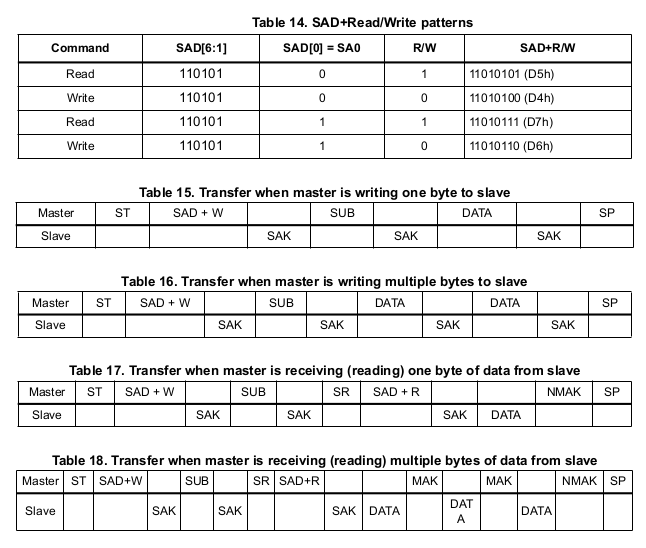 Table 14. SAD+Read/Write patterns
Command SAD[6:1] SAD[0] = SA0 R/W SAD+R/W
Read 110101 0 1 11010101 (D5h)
Write 110101 0 0 11010100 (D4h)
Read 110101 1 1 11010111 (D7h)
Write 110101 1 0 11010110 (D6h)
Table 15. Transfer when master is writing one byte to slave
Master ST SAD + W SUB DATA SP
Slave SAK SAK SAK
Table 16. Transfer when master is writing multiple bytes to slave
Master ST SAD + W SUB DATA DATA SP
Slave SAK SAK SAK SAK
Table 17. Transfer when master is receiving (reading) one byte of data from slave
Master ST SAD + W SUB SR SAD + R NMAK SP
Slave SAK SAK SAK DATA
Table 18. Transfer when master is receiving (reading) multiple bytes of data from slave
Master ST SAD+W SUB SR SAD+R MAK MAK NMAK SP
Slave SAK SAK SAK DATA DAT
A DATA